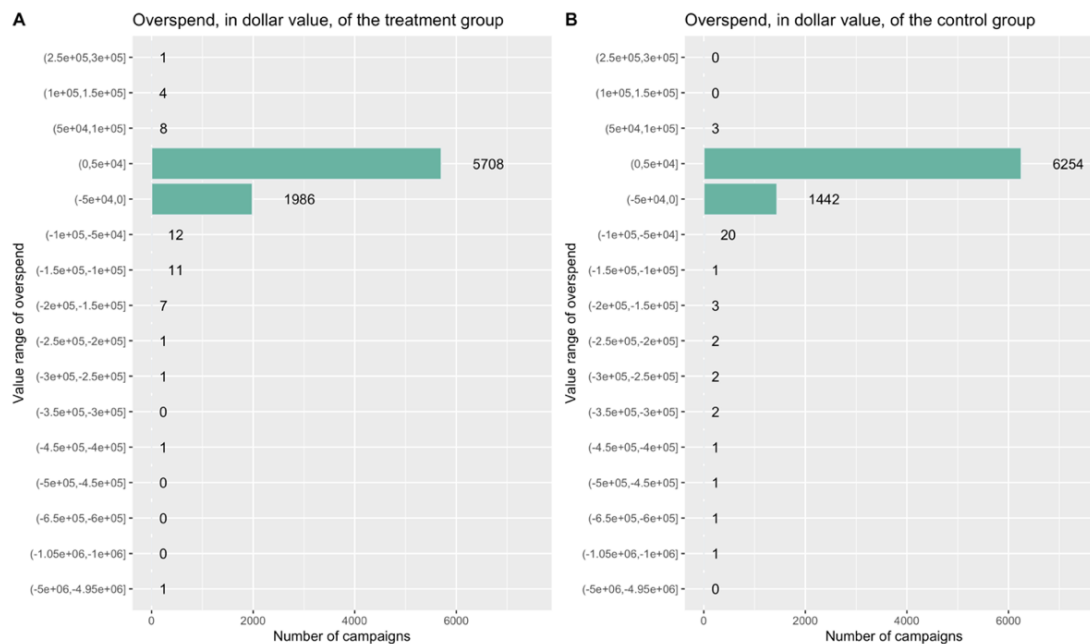 A
Overspend, in dollar value, of the treatment group
Value range of overspend
(2.5e+05,3e+05] 1
(1e+05,1.5e+05] 4
(5e+04,1e+05] 8
(0,5e+04] 5708
(-5e+04,0] 1986
(-1e+05,-5e+04] 12
(-1.5e+05,-1e+05] 11
(-2e+05,-1.5e+05] 7
(-2.5e+05,-2e+05] 1
(-3e+05,-2.5e+05] 1
(-3.5e+05,-3e+05] 0
(-4.5e+05,-4e+05] 1
(-5e+05,-4.5e+05] 0
(-6.5e+05,-6e+05] 0
(-1.05e+06,-1e+06] 0
(-5e+06,-4.95e+06] 1
0 2000 4000 6000
Number of campaigns
B
Overspend, in dollar value, of the control group
Value range of overspend
(2.5e+05,3e+05] 0
(1e+05,1.5e+05] 0
(5e+04,1e+05] 3
(0,5e+04] 6254
(-5e+04,0] 1442
(-1e+05,-5e+04] 20
(-1.5e+05,-1e+05] 1
(-2e+05,-1.5e+05] 3
(-2.5e+05,-2e+05] 2
(-3e+05,-2.5e+05] 2
(-3.5e+05,-3e+05] 2
(-4.5e+05,-4e+05] 1
(-5e+05,-4.5e+05] 1
(-6.5e+05,-6e+05] 1
(-1.05e+06,-1e+06] 1
(-5e+06,-4.95e+06] 0
0 2000 4000 6000
Number of campaigns